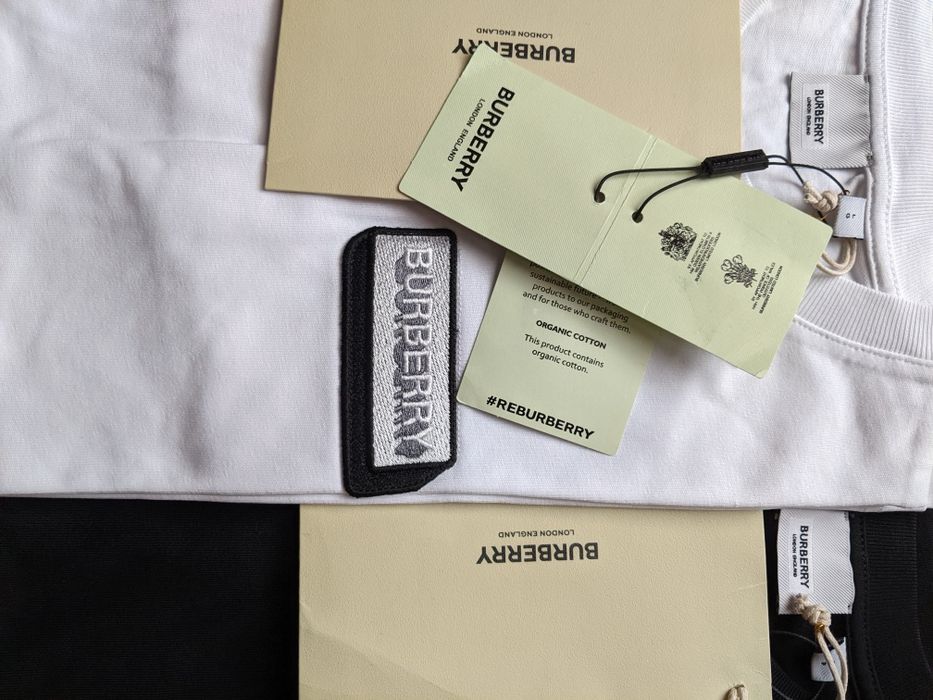 BURBERRY
LONDON ENGLAND
BURBERRY
LONDON ENGLAND
BURBERRY
LONDON ENGLAND
L
G
BURBERRY
sustainable future
products to our packaging
and for those who craft them.
ORGANIC COTTON
This product contains
organic cotton.
#REBURBERRY
BURBERRY
LONDON ENGLAND
BURBERRY
LONDON ENGLAND